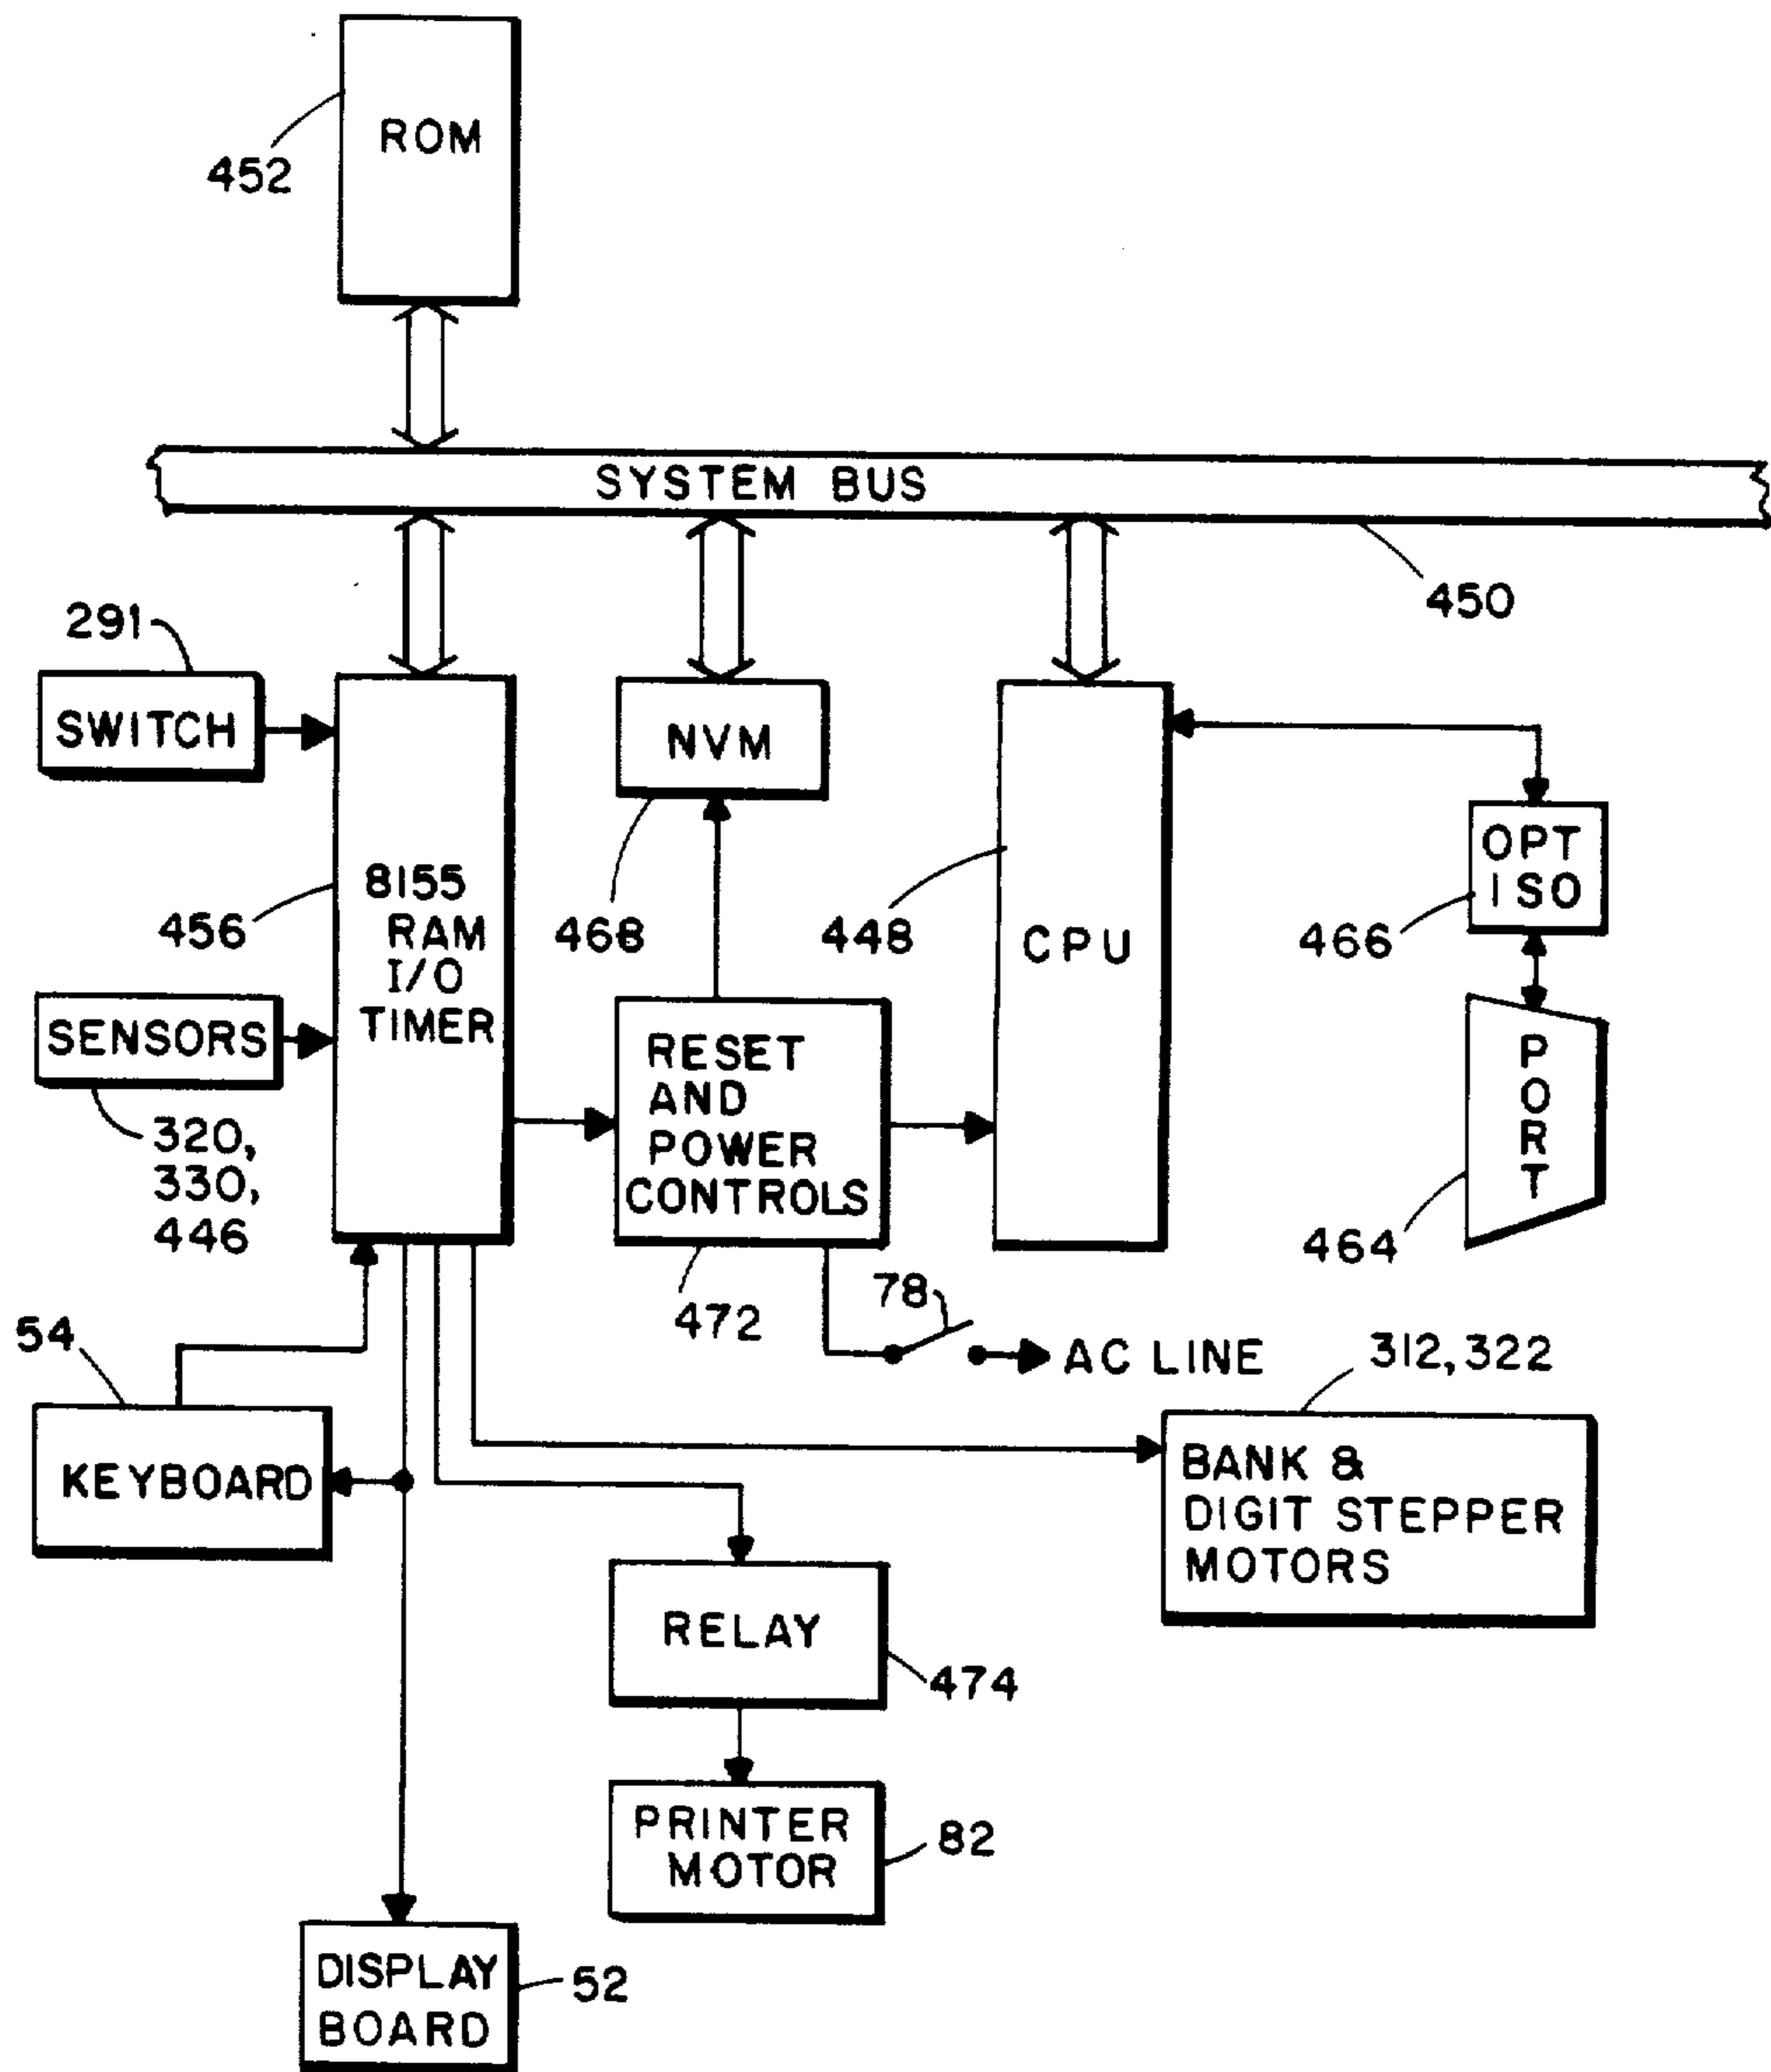 ROM
452
SYSTEM BUS
450
291
SWITCH
NVM
8155
RAM
I/O
TIMER
456
468
448
CPU
OPT
ISO
466
SENSORS
320,
330,
446
RESET
AND
POWER
CONTROLS
472
PORT
464
78
AC LINE
54
KEYBOARD
312, 322
BANK &
DIGIT STEPPER
MOTORS
RELAY
474
PRINTER
MOTOR
82
DISPLAY
BOARD
52